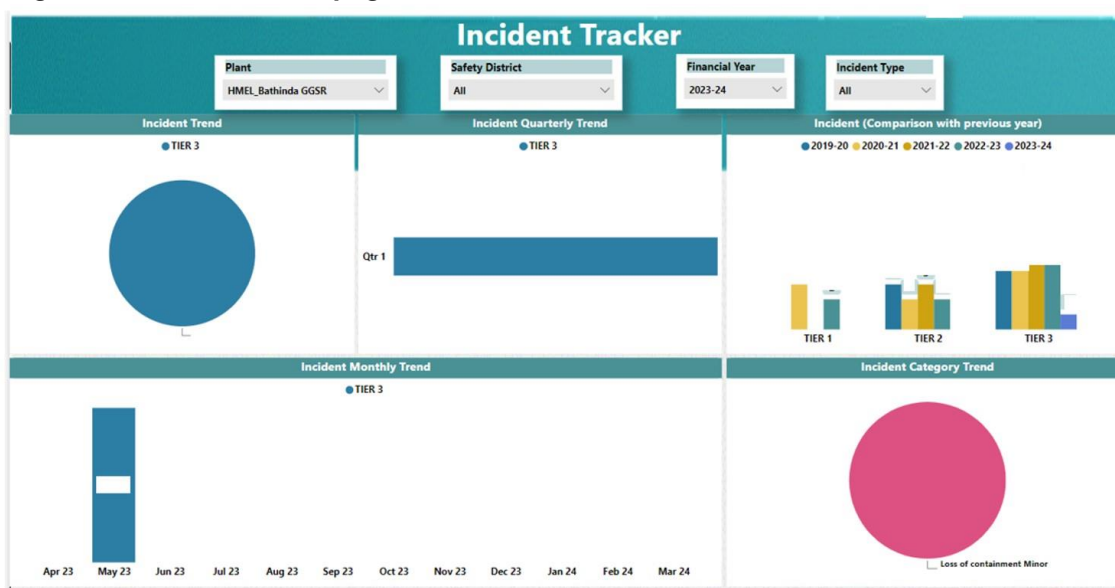 Incident Tracker
Plant
HMEL_Bathinda GGSR
Safety District
All
Financial Year
2023-24
Incident Type
All
Incident Trend
TIER 3
Incident Quarterly Trend
TIER 3
Qtr 1
Incident (Comparison with previous year)
2019-20 2020-21 2021-22 2022-23 2023-24
TIER 1 TIER 2 TIER 3
Incident Monthly Trend
TIER 3
Apr 23 May 23 Jun 23 Jul 23 Aug 23 Sep 23 Oct 23 Nov 23 Dec 23 Jan 24 Feb 24 Mar 24
Incident Category Trend
Loss of containment Minor